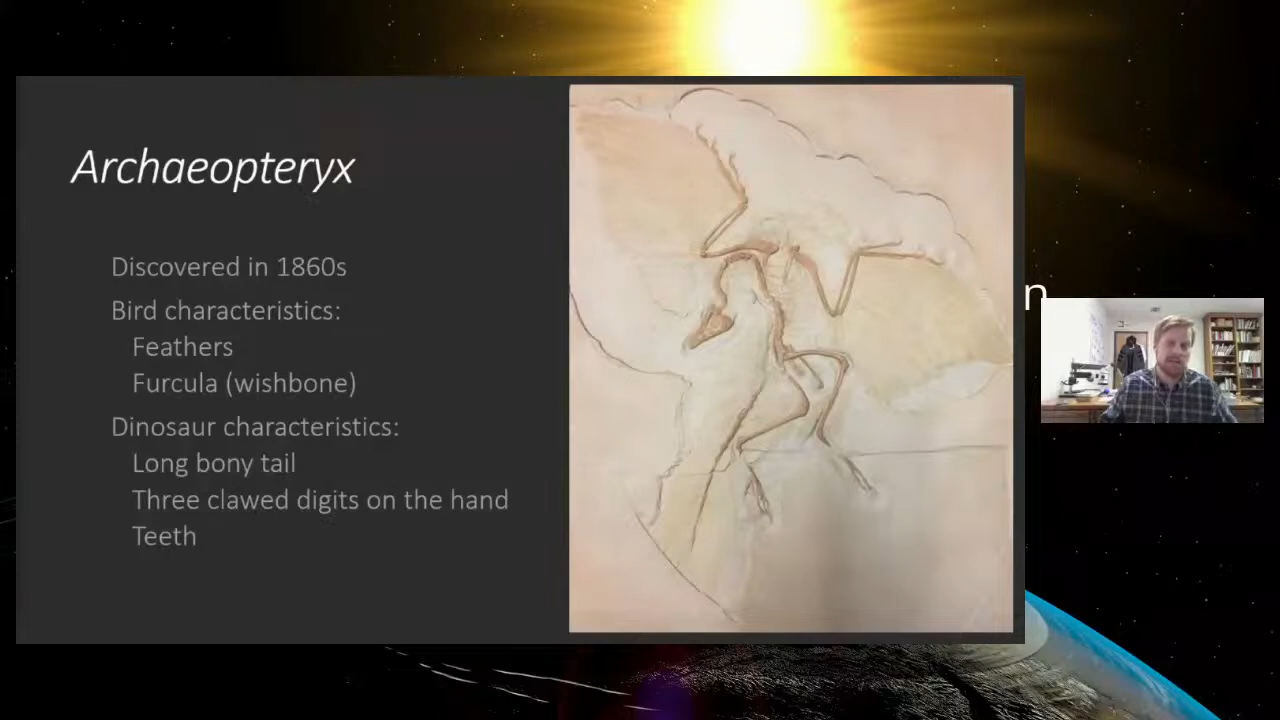 Archaeopteryx
Discovered in 1860s
Bird characteristics:
Feathers
Furcula (wishbone)
Dinosaur characteristics:
Long bony tail
Three clawed digits on the hand
Teeth
n